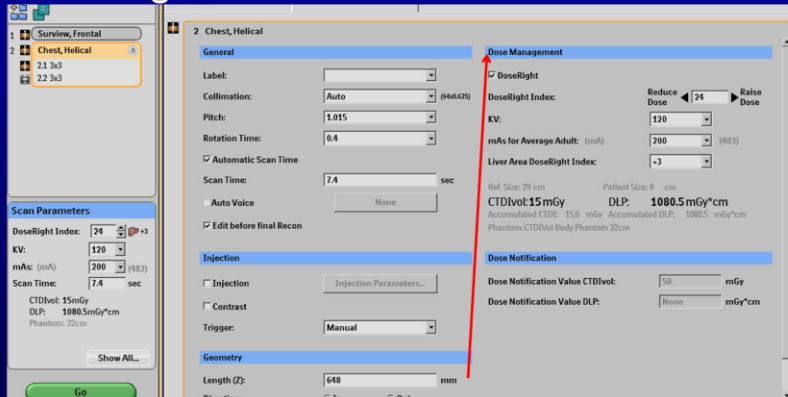 1 Surview, Frontal
2 Chest, Helical
2.1 3x3
2.2 3x3
Scan Parameters
DoseRight Index: 24 +3
KV: 120
mAs: (mA) 200 (483)
Scan Time: 7.4 sec
CTDIvol: 15mGy
DLP: 1080.5mGy*cm
Phantom: 32cm
Show All...
Go
2 Chest, Helical
General
Label:
Collimation: Auto (64x0.625)
Pitch: 1.015
Rotation Time: 0.4
Automatic Scan Time
Scan Time: 7.4 sec
Auto Voice None
Edit before final Recon
Injection
Injection Injection Parameters...
Contrast
Trigger: Manual
Geometry
Length (Z): 648 mm
Dose Management
DoseRight
DoseRight Index: Reduce Dose 24 Raise Dose
KV: 120
mAs for Average Adult: (mA) 200 (483)
Liver Area DoseRight Index: +3
Ref. Size: 29 cm Patient Size: 0 cm
CTDIvol: 15 mGy DLP: 1080.5 mGy*cm
Accumulated CTDI: 15.0 mGy Accumulated DLP: 1080.5 mGy*cm
Phantom: CTDIVol Body Phantom 32cm
Dose Notification
Dose Notification Value CTDIvol: 50 mGy
Dose Notification Value DLP: None mGy*cm